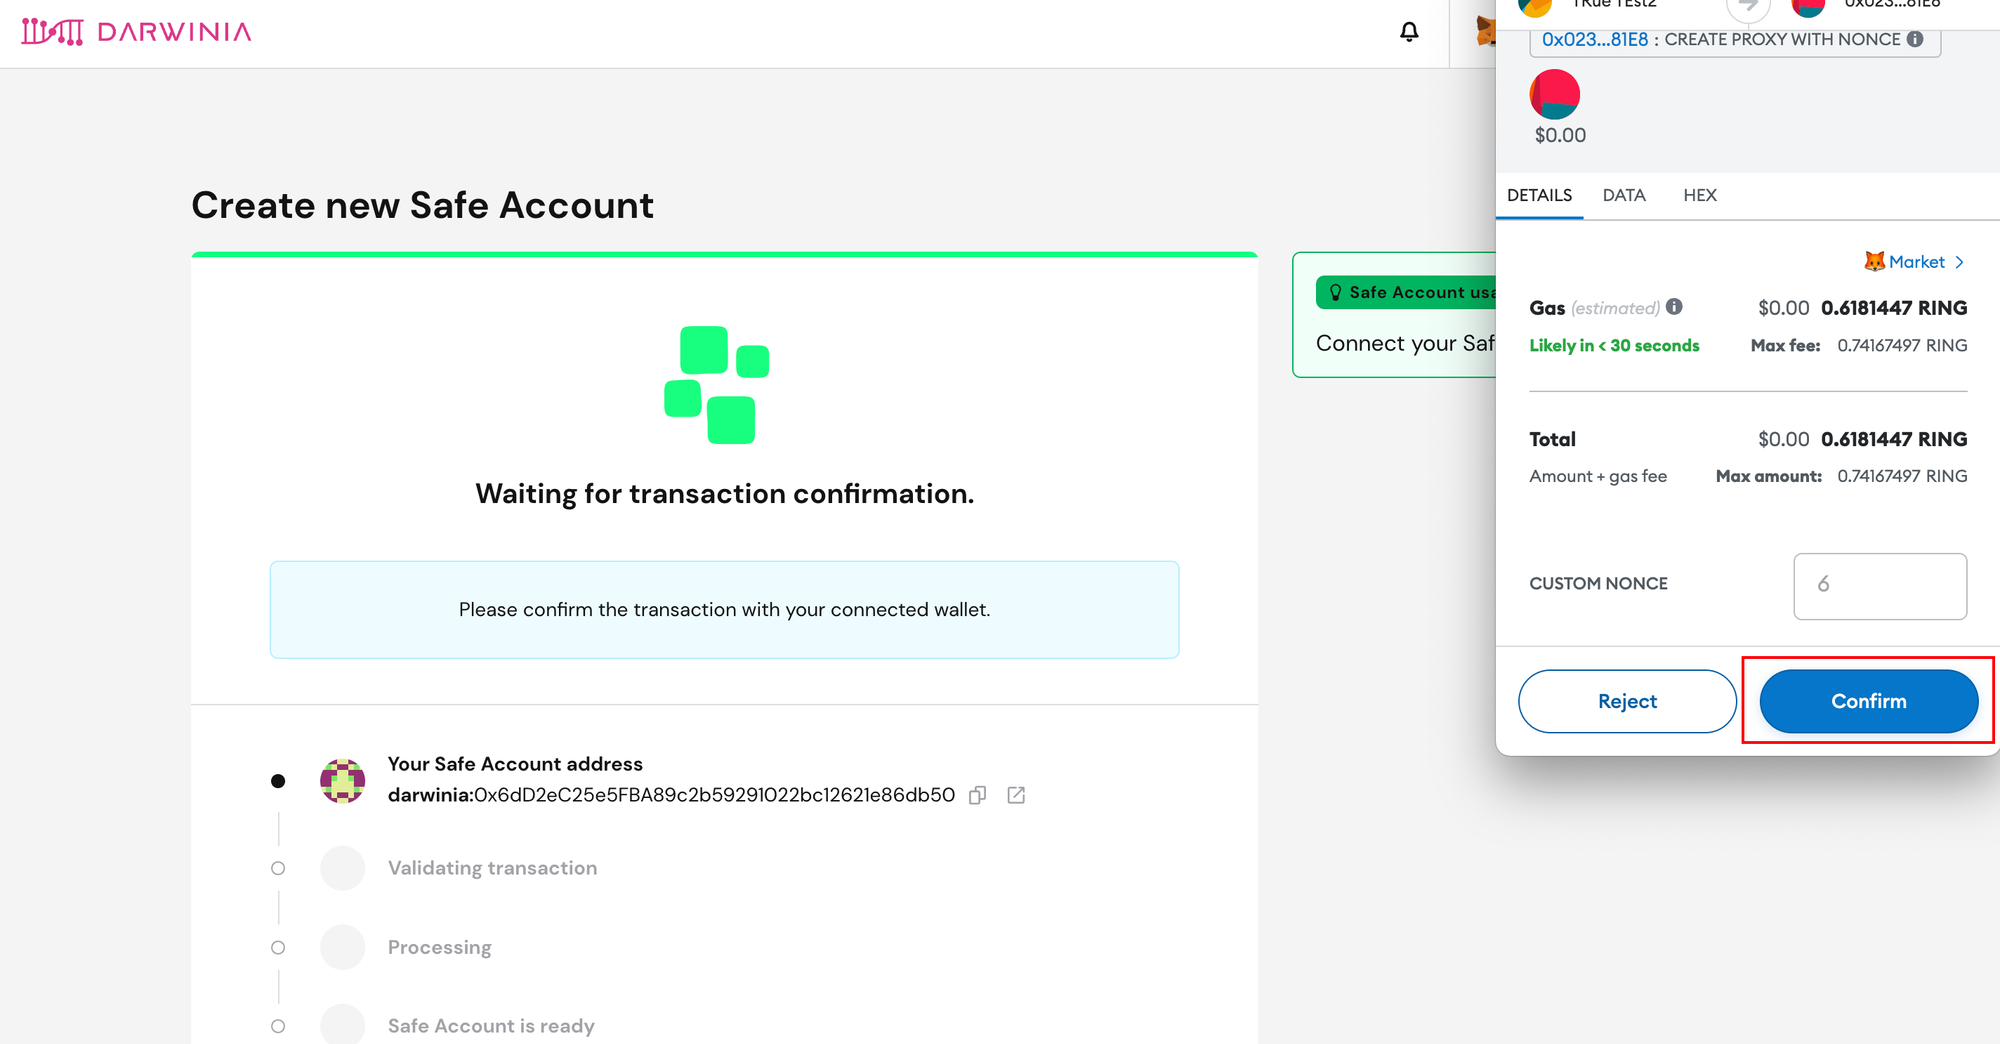 DARWINIA
Create new Safe Account
Waiting for transaction confirmation.
Please confirm the transaction with your connected wallet.
Your Safe Account address
darwinia:0x6dD2eC25e5FBA89c2b59291022bc12621e86db50
Validating transaction
Processing
Safe Account is ready
Safe Account usa
Connect your Saf
TRue TEst2
0x023...81E8
0x023...81E8 : CREATE PROXY WITH NONCE
$0.00
DETAILS DATA HEX
Market >
Gas (estimated) $0.00 0.6181447 RING
Likely in < 30 seconds Max fee: 0.74167497 RING
Total $0.00 0.6181447 RING
Amount + gas fee Max amount: 0.74167497 RING
CUSTOM NONCE 6
Reject Confirm